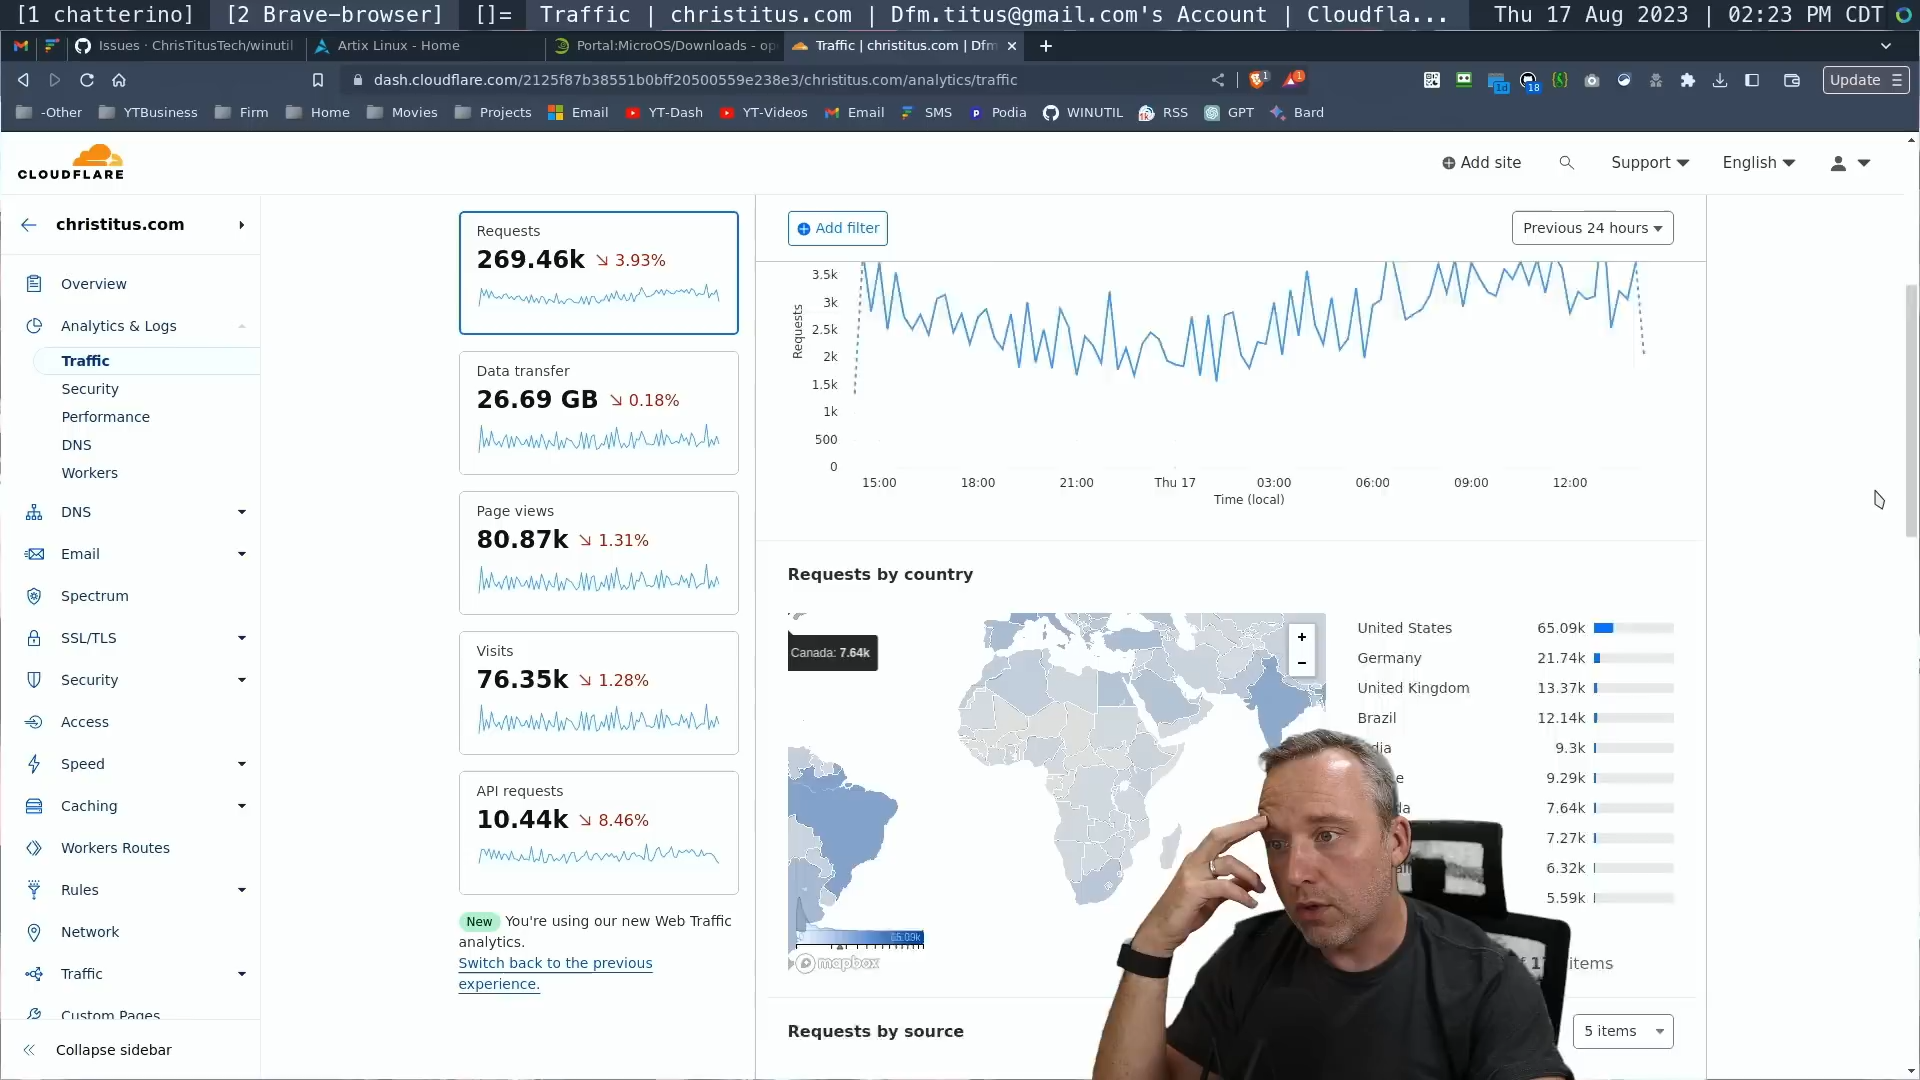 [1 chatterino] [2 Brave-browser] []= Traffic | christitus.com | Dfm.titus@gmail.com's Account | Cloudfla... Thu 17 Aug 2023 | 02:23 PM CDT
Issues · ChrisTitusTech/winutil Artix Linux - Home Portal:MicroOS/Downloads - op Traffic | christitus.com | Dfm
dash.cloudflare.com/2125f87b38551b0bff20500559e238e3/christitus.com/analytics/traffic 1 1 1d 18 Update
-Other YTBusiness Firm Home Movies Projects Email YT-Dash YT-Videos Email SMS Podia WINUTIL RSS GPT Bard
CLOUDFLARE
Add site Support English
christitus.com
Overview
Analytics & Logs
Traffic
Security
Performance
DNS
Workers
DNS
Email
Spectrum
SSL/TLS
Security
Access
Speed
Caching
Workers Routes
Rules
Network
Traffic
Custom Pages
Collapse sidebar
Requests
269.46k 3.93%
Data transfer
26.69 GB 0.18%
Page views
80.87k 1.31%
Visits
76.35k 1.28%
API requests
10.44k 8.46%
New You're using our new Web Traffic
analytics.
Switch back to the previous
experience.
Add filter Previous 24 hours
Requests
3.5k
3k
2.5k
2k
1.5k
1k
500
0
15:00 18:00 21:00 Thu 17 03:00 06:00 09:00 12:00
Time (local)
Requests by country
Canada: 7.64k
+
-
65.09k
mapbox
United States 65.09k
Germany 21.74k
United Kingdom 13.37k
Brazil 12.14k
dia 9.3k
e 9.29k
da 7.64k
7.27k
6.32k
5.59k
items
Requests by source 5 items